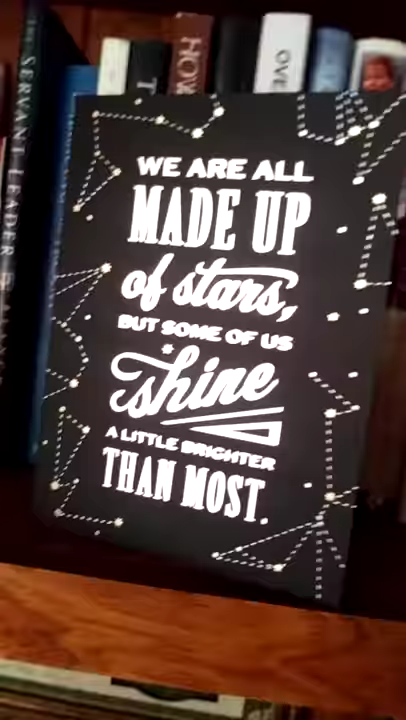 WE ARE ALL
MADE UP
of stars,
BUT SOME OF US
shine
A LITTLE BRIGHTER
THAN MOST.
SERVANT LEADER
HOW
OVE
T